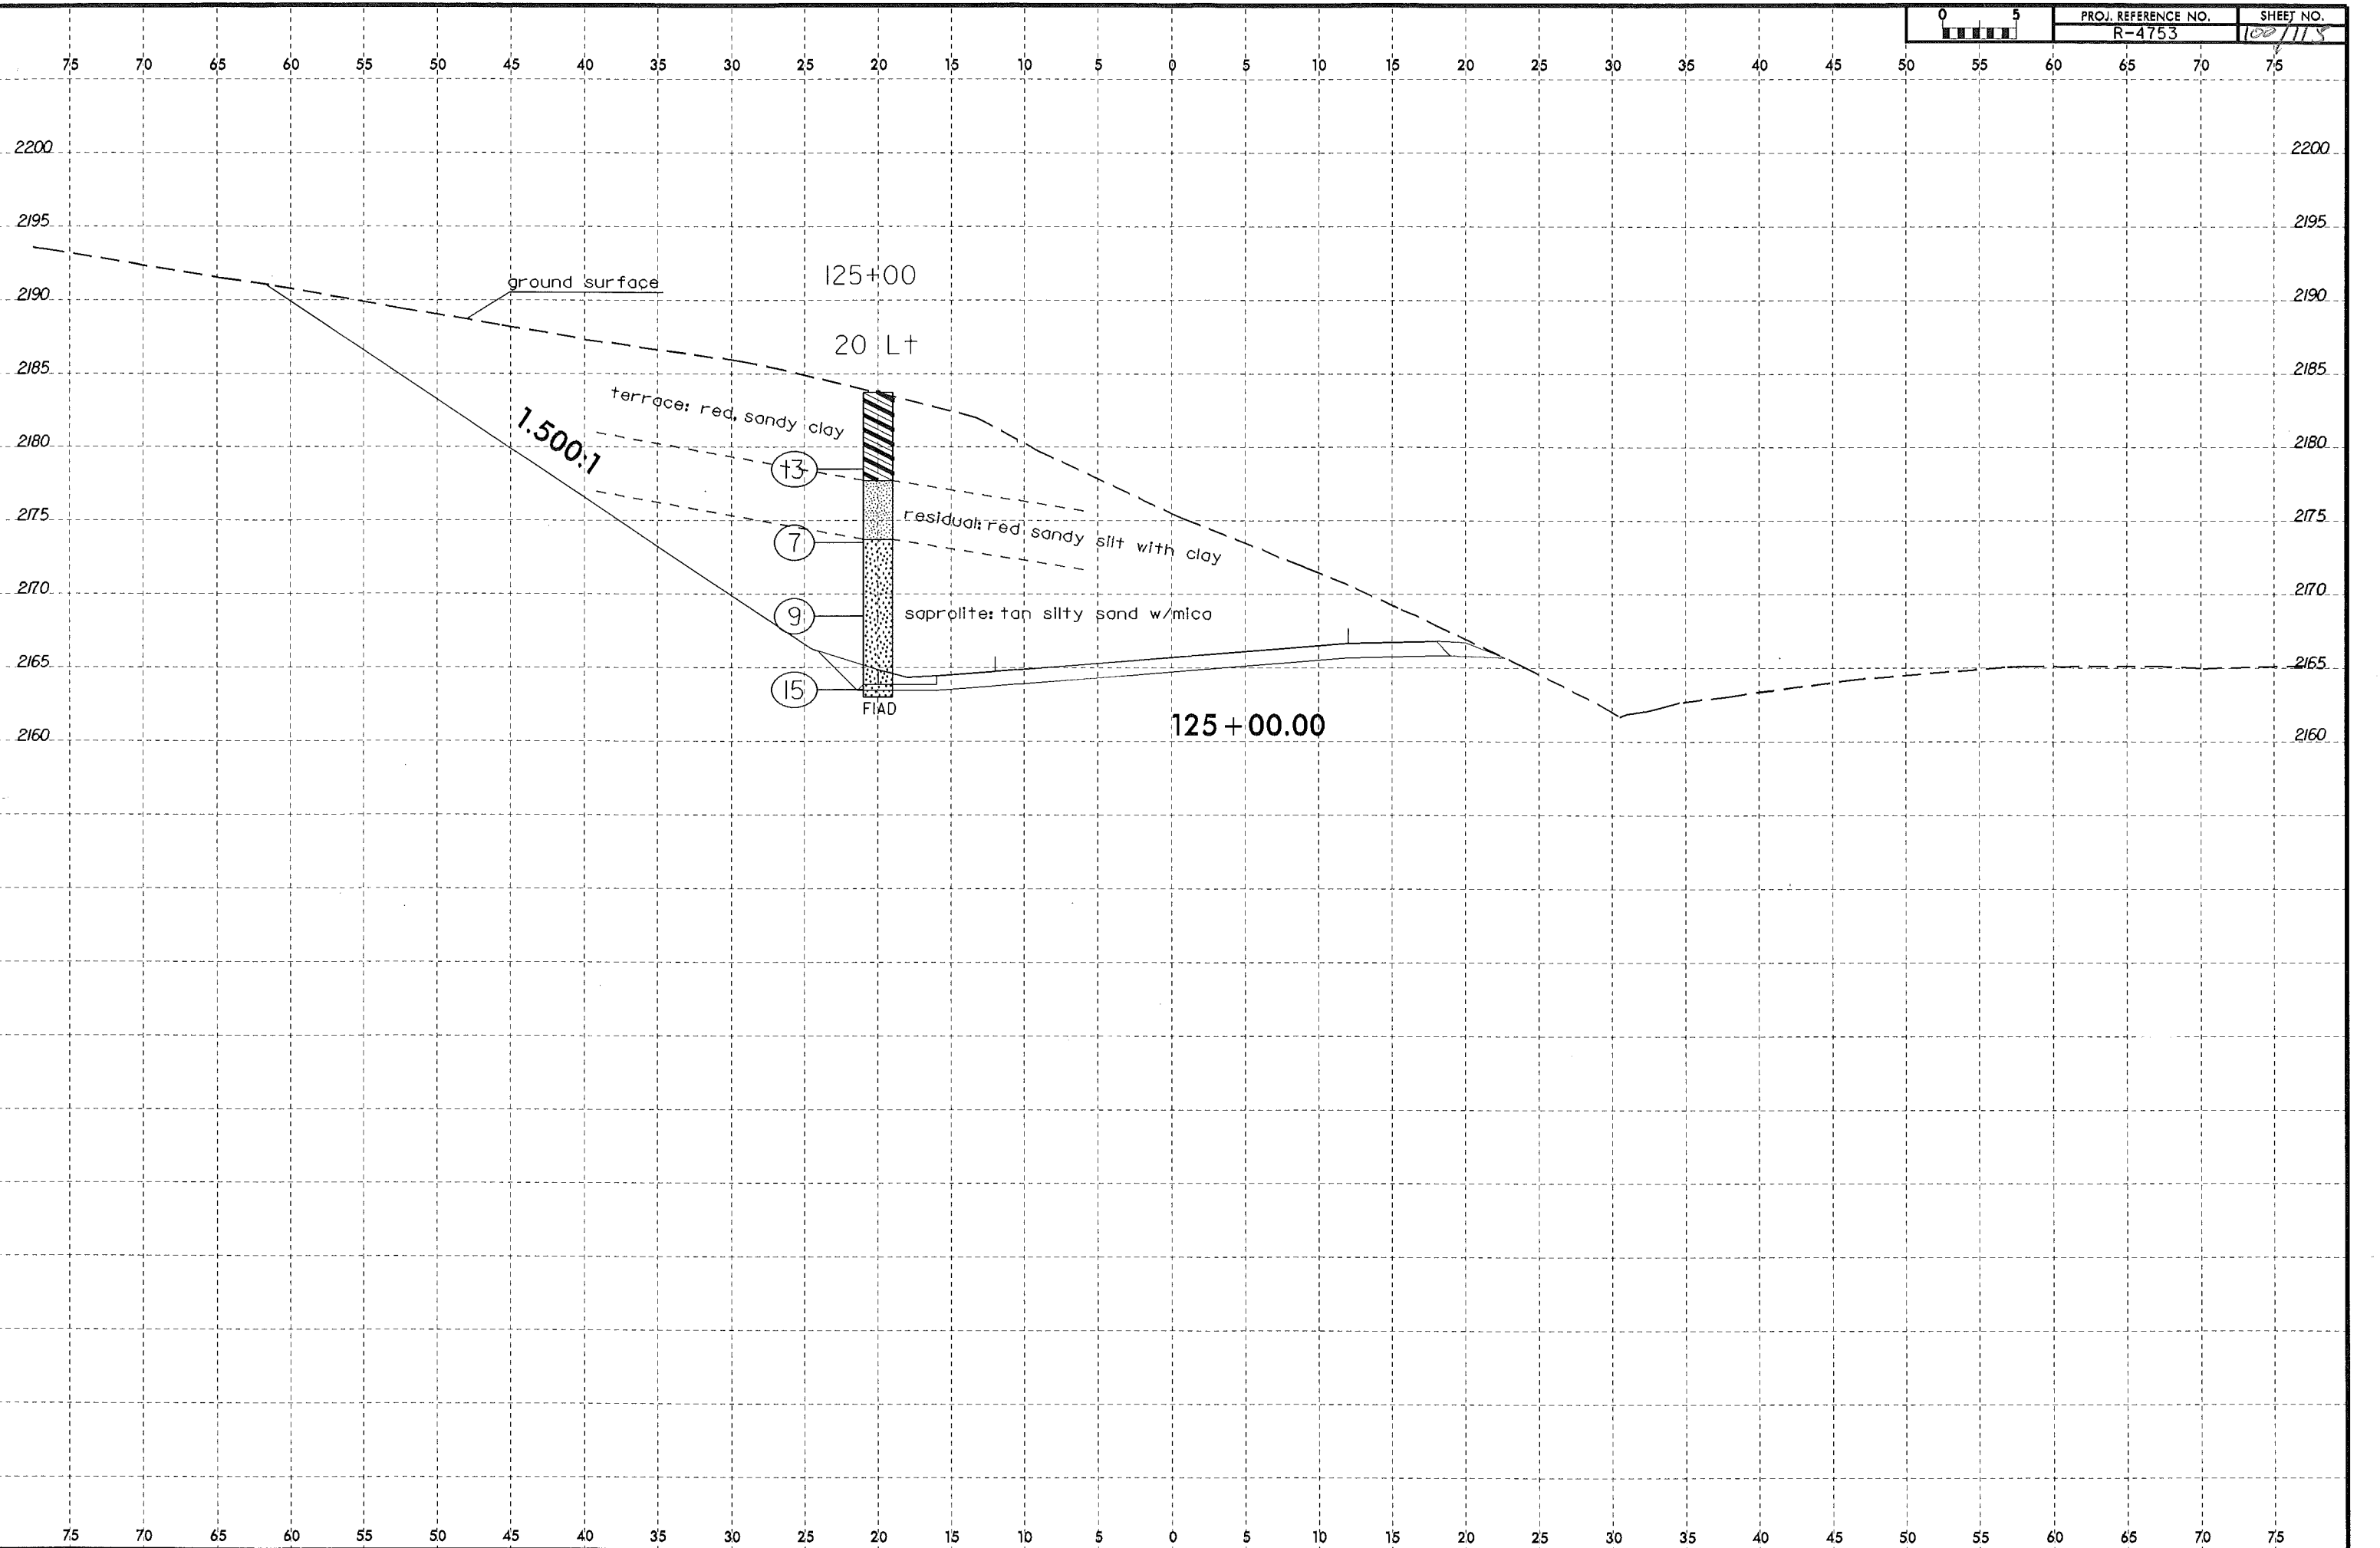 0 5
PROJ. REFERENCE NO.
SHEET NO.
R-4753
100/115
75 70 65 60 55 50 45 40 35 30 25 20 15 10 5 0 5 10 15 20 25 30 35 40 45 50 55 60 65 70 75
2200 2200
2195 2195
125+00
ground surface
2190 2190
20 Lt
2185 2185
terrace: red, sandy clay
1.500:1
2180 2180
13
2175 2175
residual: red sandy silt with clay
7
2170 2170
9
saprolite: tan silty sand w/mica
2165 2165
15
FIAD
125+00.00
2160 2160
75 70 65 60 55 50 45 40 35 30 25 20 15 10 5 0 5 10 15 20 25 30 35 40 45 50 55 60 65 70 75